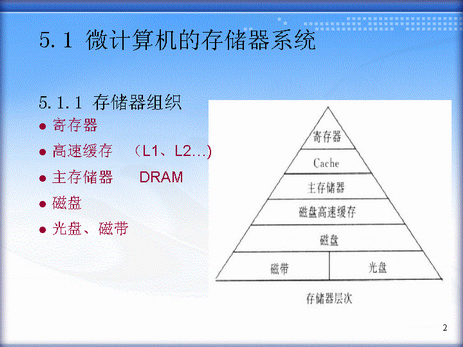 5.1 微计算机的存储器系统
5.1.1 存储器组织
寄存器
高速缓存 （L1、L2…)
主存储器 DRAM
磁盘
光盘、磁带
寄存器
Cache
主存储器
磁盘高速缓存
磁盘
磁带 光盘
存储器层次
2